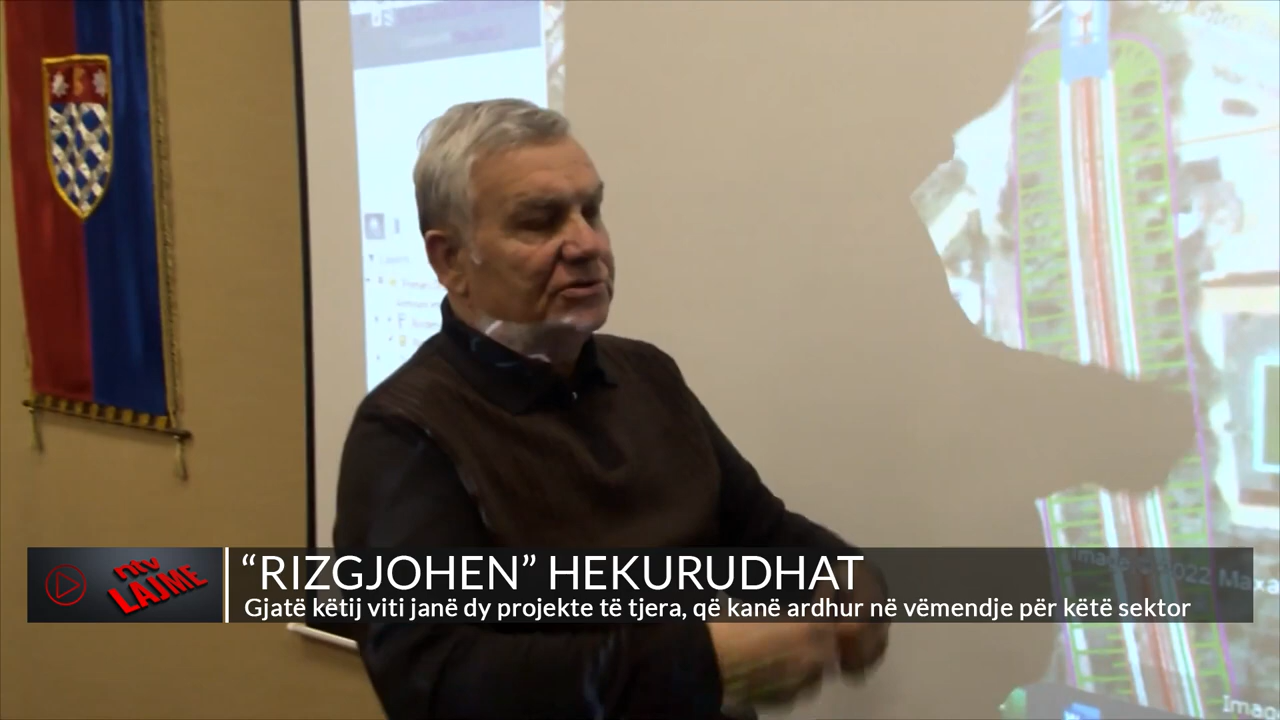 “RIZGJOHEN” HEKURUDHAT
ntv
LAJME
Gjatë këtij viti janë dy projekte të tjera, që kanë ardhur në vëmendje për këtë sektor